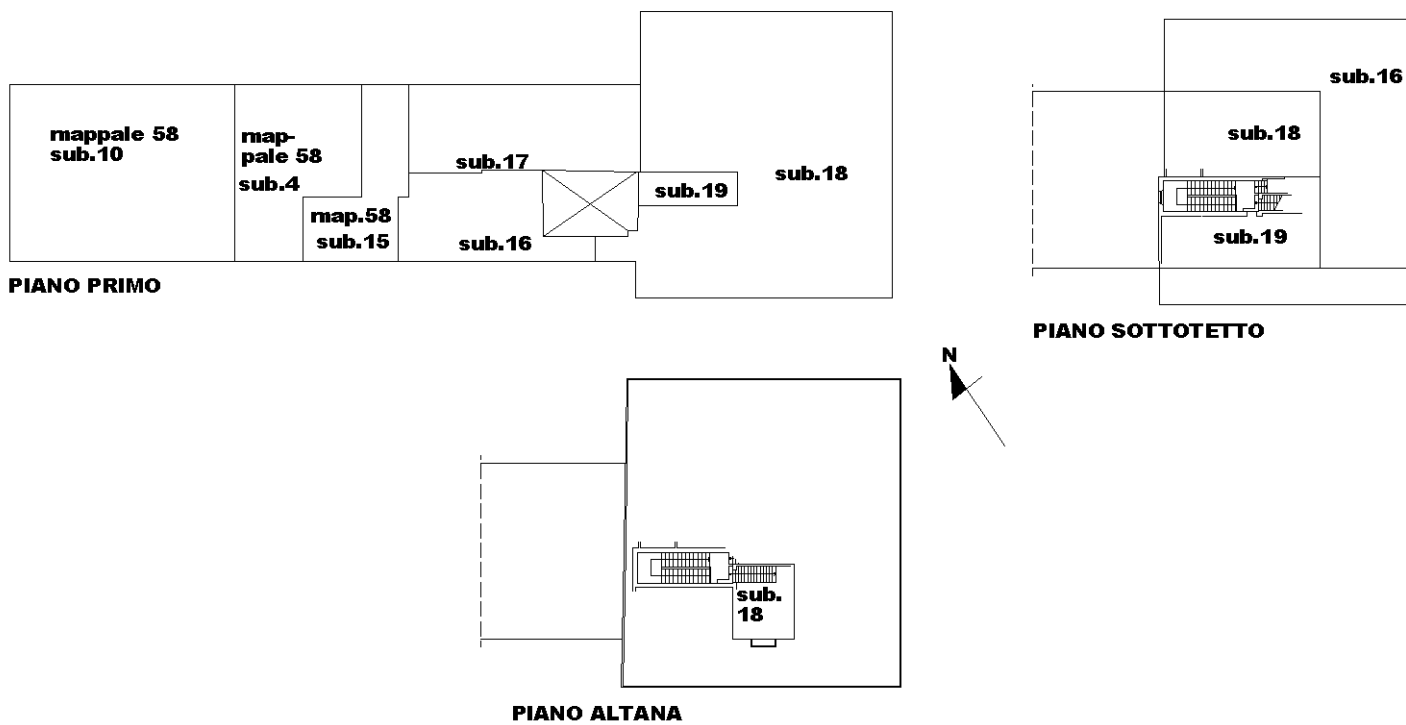 mappale 58
sub.10
map-
pale 58
sub.4
map.58
sub.15
sub.17
sub.16
sub.19
sub.18
PIANO PRIMO
sub.16
sub.18
sub.19
PIANO SOTTOTETTO
N
sub.
18
PIANO ALTANA